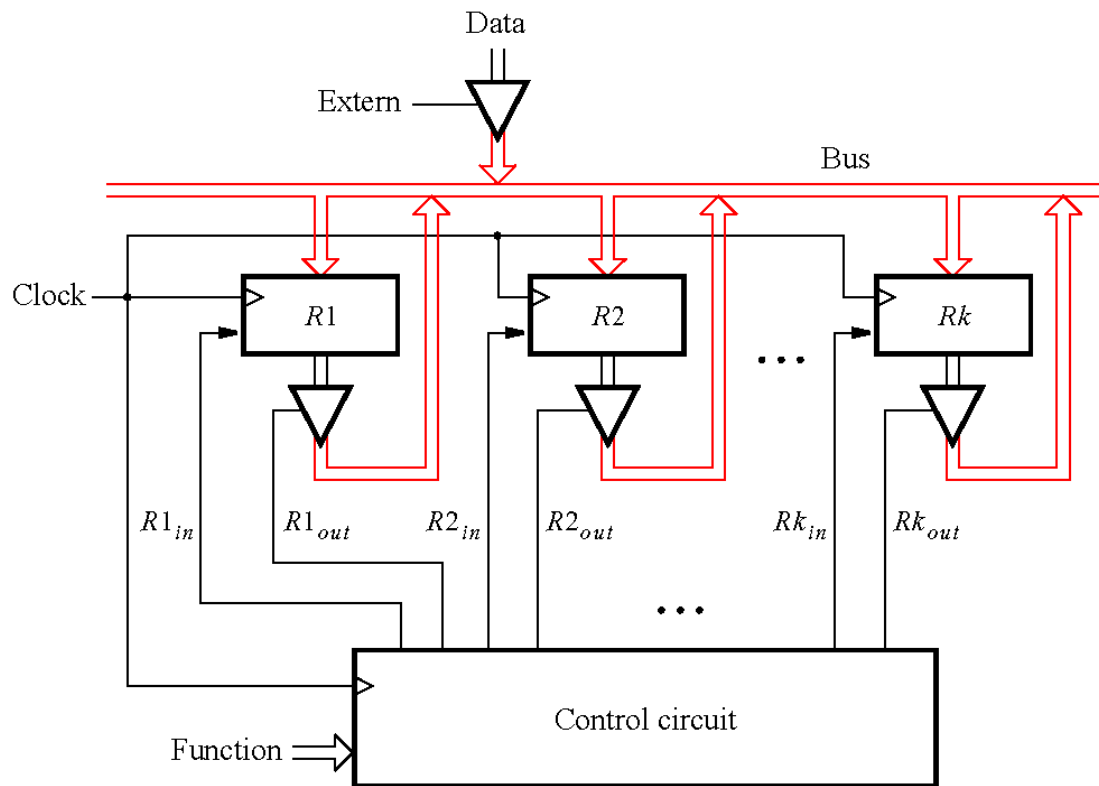 Data
Extern
Bus
Clock
R1
R2
Rk
R1in
R1out
R2in
R2out
Rkin
Rkout
Control circuit
Function